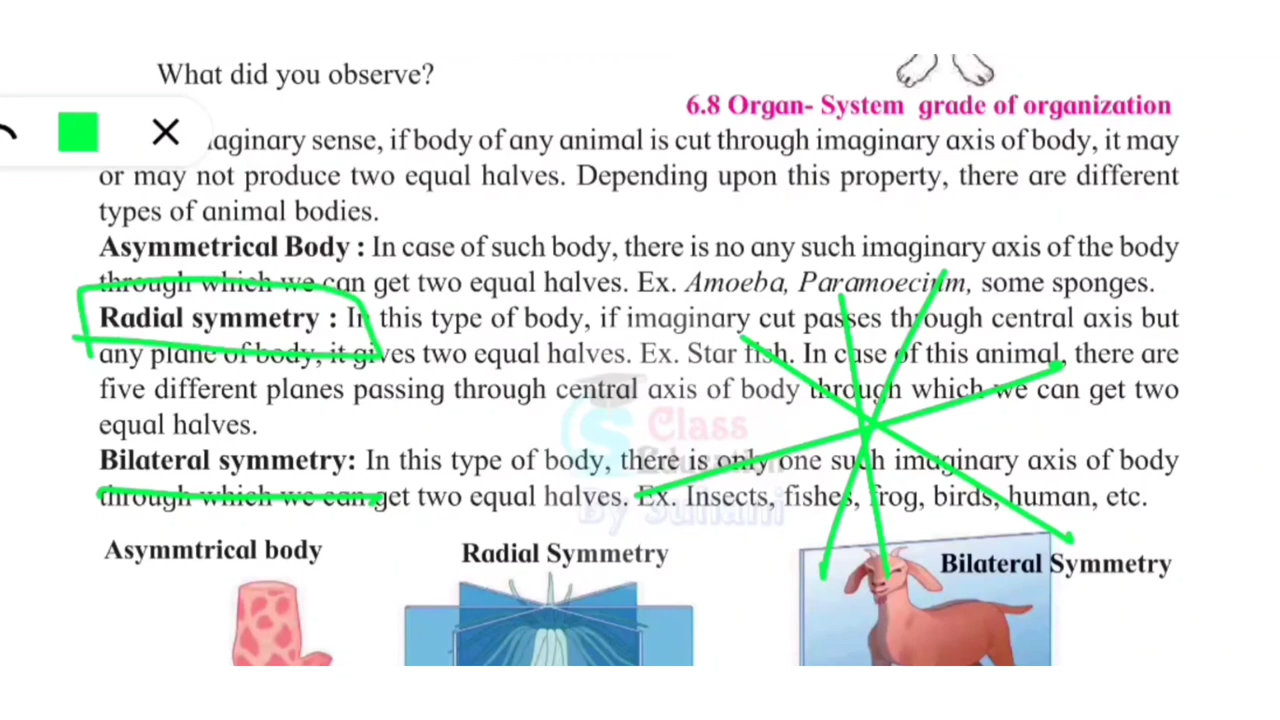 What did you observe?
6.8 Organ- System grade of organization
aginary sense, if body of any animal is cut through imaginary axis of body, it may
or may not produce two equal halves. Depending upon this property, there are different
types of animal bodies.
Asymmetrical Body : In case of such body, there is no any such imaginary axis of the body
through which we can get two equal halves. Ex. Amoeba, Paramoecium, some sponges.
Radial symmetry : In this type of body, if imaginary cut passes through central axis but
any plane of body, it gives two equal halves. Ex. Star fish. In case of this animal, there are
five different planes passing through central axis of body through which we can get two
equal halves.
Class
Education
By Suhani
Bilateral symmetry: In this type of body, there is only one such imaginary axis of body
through which we can get two equal halves. Ex. Insects, fishes, frog, birds, human, etc.
Asymmtrical body
Radial Symmetry
Bilateral Symmetry